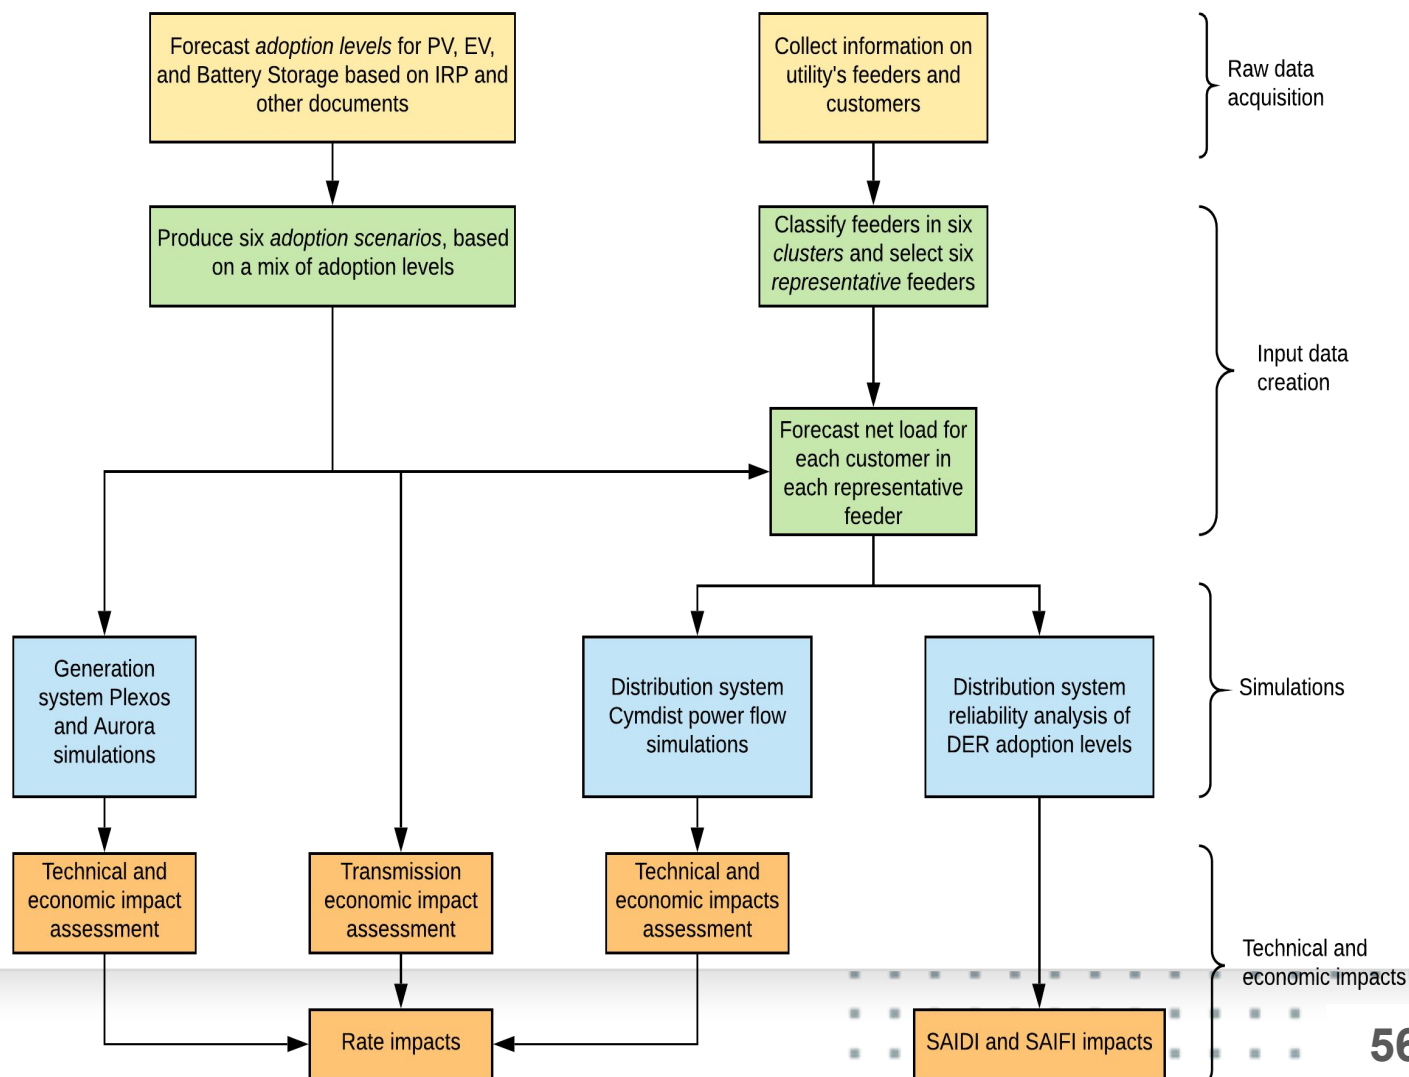 Forecast adoption levels for PV, EV,
and Battery Storage based on IRP and
other documents
Collect information on
utility's feeders and
customers
Raw data
acquisition
Produce six adoption scenarios, based
on a mix of adoption levels
Classify feeders in six
clusters and select six
representative feeders
Input data
creation
Forecast net load for
each customer in
each representative
feeder
Generation
system Plexos
and Aurora
simulations
Distribution system
Cymdist power flow
simulations
Distribution system
reliability analysis of
DER adoption levels
Simulations
Technical and
economic impact
assessment
Transmission
economic impact
assessment
Technical and
economic impacts
assessment
Technical and
economic impacts
Rate impacts
SAIDI and SAIFI impacts
56